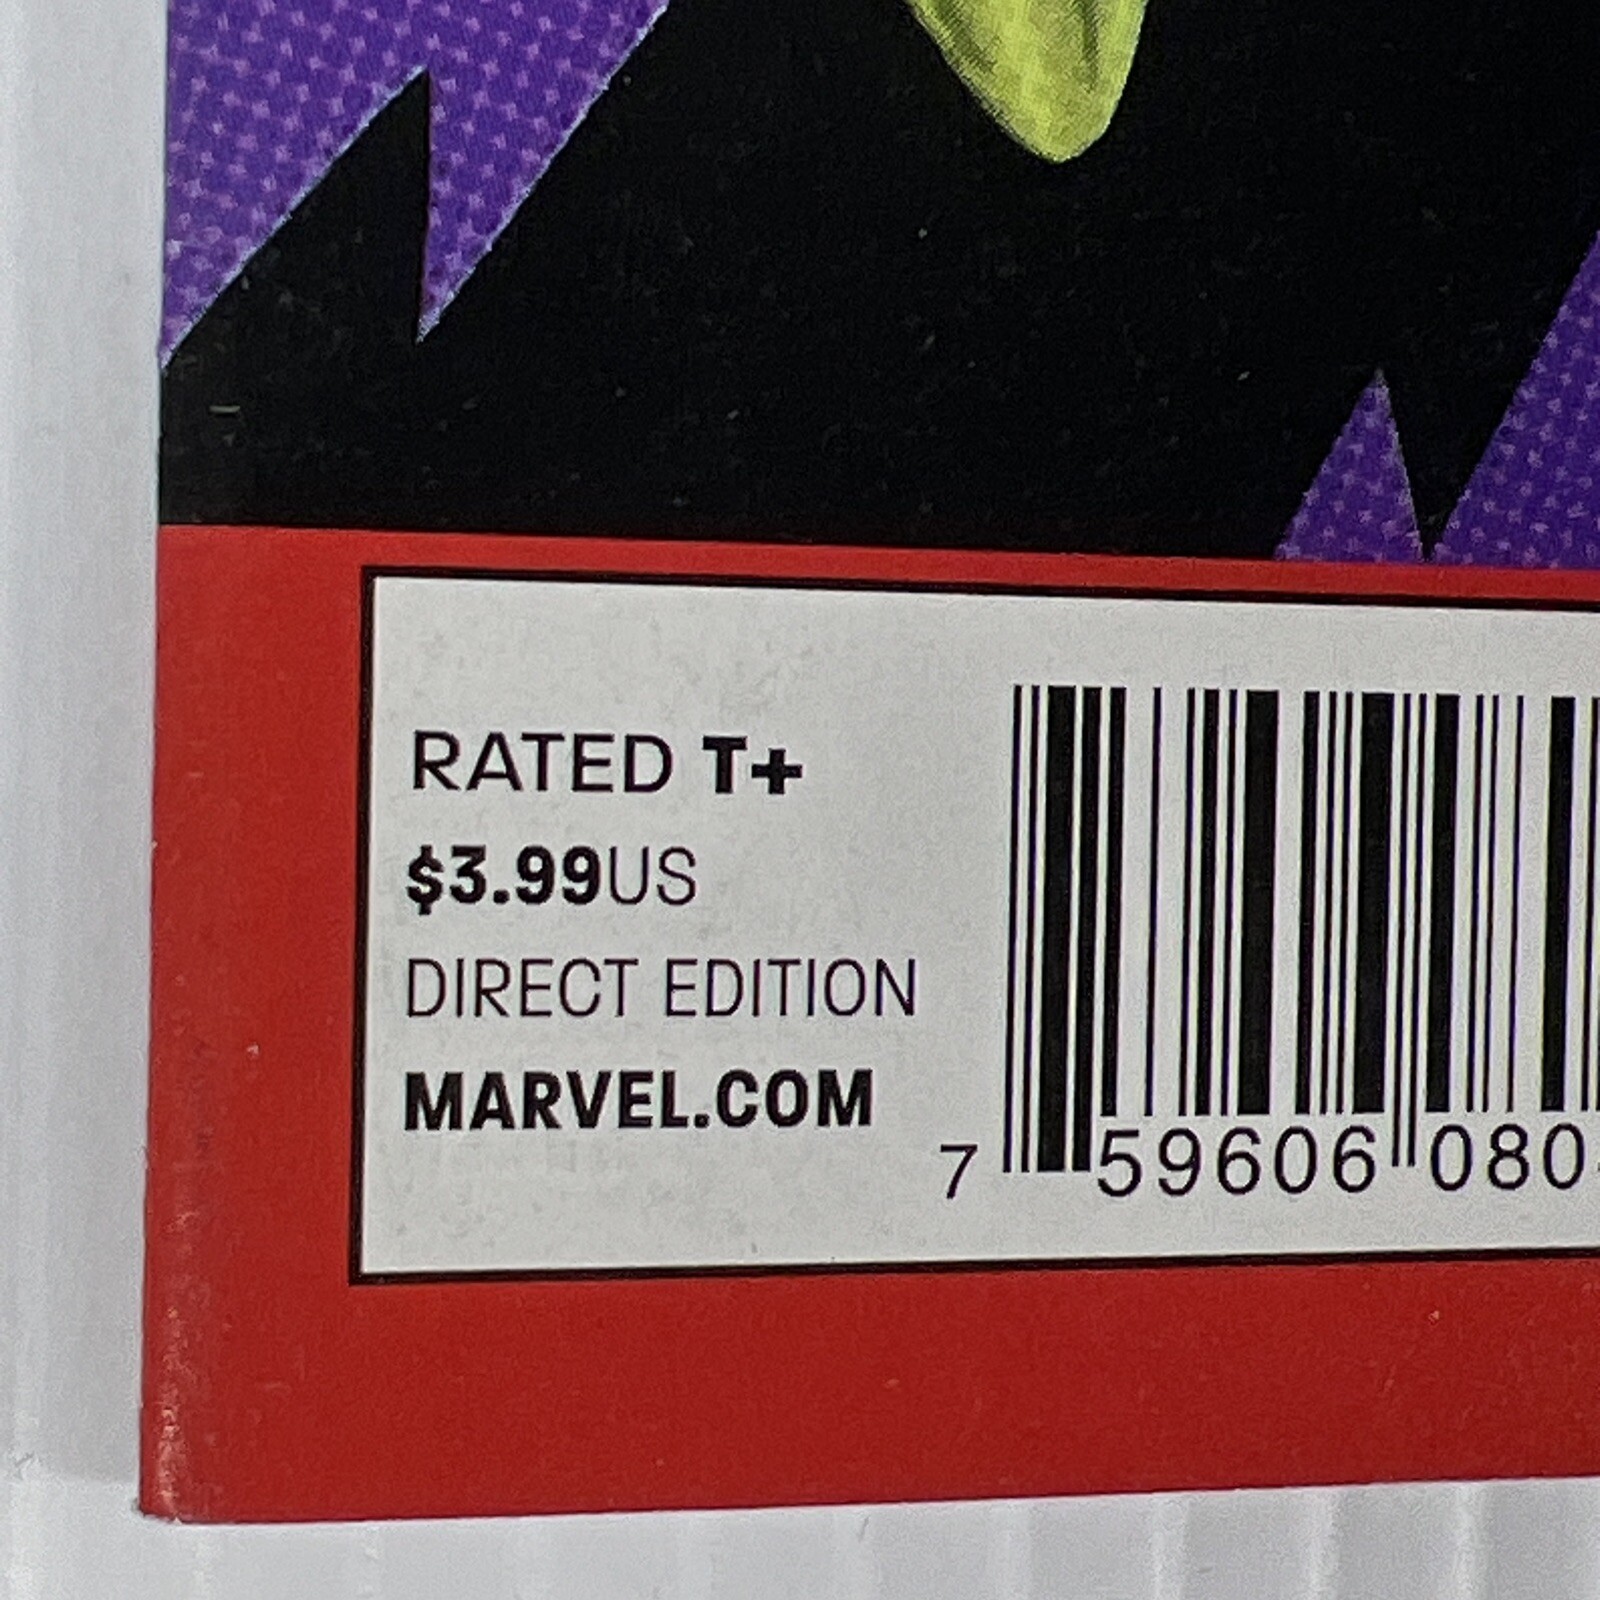 RATED T+
$3.99US
DIRECT EDITION
MARVEL.COM
7 59606 080